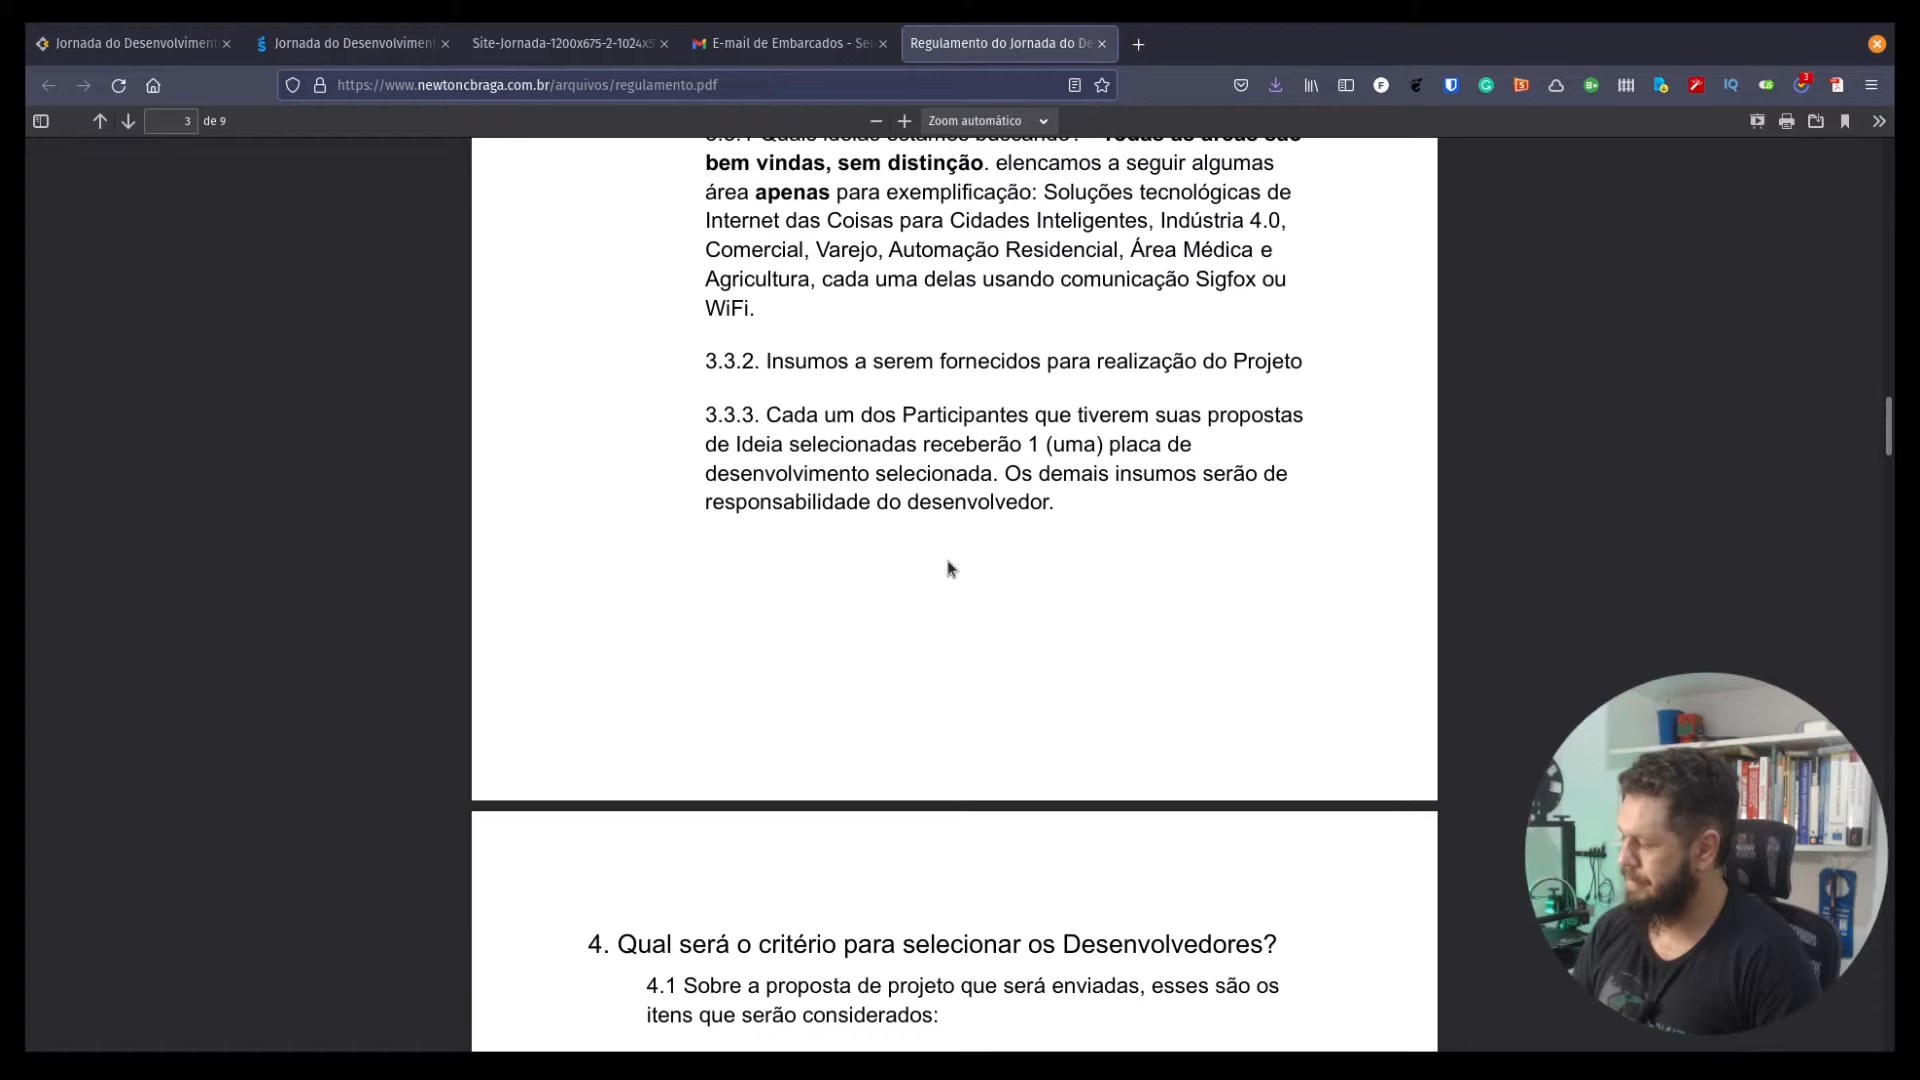 Jornada do Desenvolviment
Jornada do Desenvolviment
Site-Jornada-1200x675-2-1024x5
E-mail de Embarcados - Se
Regulamento do Jornada do De
https://www.newtoncbraga.com.br/arquivos/regulamento.pdf
3
3 de 9
Zoom automático
bem vindas, sem distinção. elencamos a seguir algumas
área apenas para exemplificação: Soluções tecnológicas de
Internet das Coisas para Cidades Inteligentes, Indústria 4.0,
Comercial, Varejo, Automação Residencial, Área Médica e
Agricultura, cada uma delas usando comunicação Sigfox ou
WiFi.
3.3.2. Insumos a serem fornecidos para realização do Projeto
3.3.3. Cada um dos Participantes que tiverem suas propostas
de Ideia selecionadas receberão 1 (uma) placa de
desenvolvimento selecionada. Os demais insumos serão de
responsabilidade do desenvolvedor.
4. Qual será o critério para selecionar os Desenvolvedores?
4.1 Sobre a proposta de projeto que será enviadas, esses são os
itens que serão considerados: